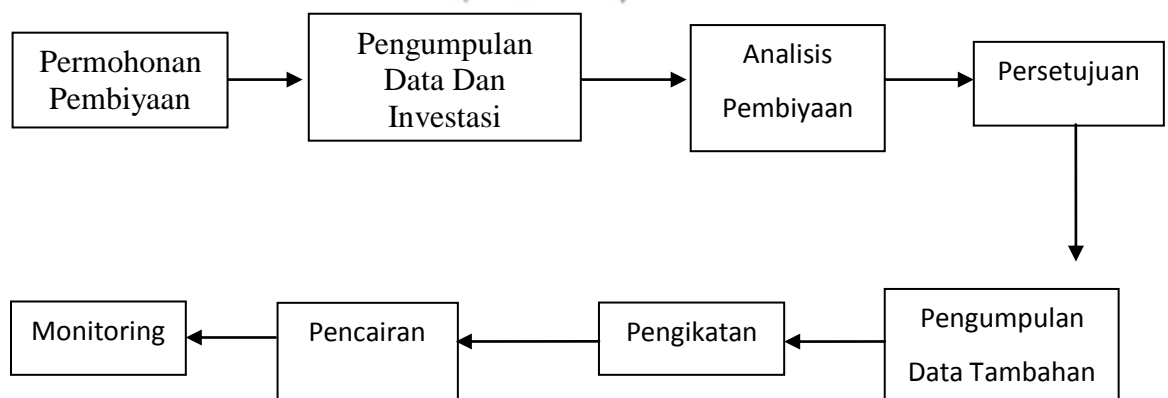 Permohonan
Pembiyaan
Pengumpulan
Data Dan
Investasi
Analisis
Pembiyaan
Persetujuan
Pengumpulan
Data Tambahan
Pengikatan
Pencairan
Monitoring